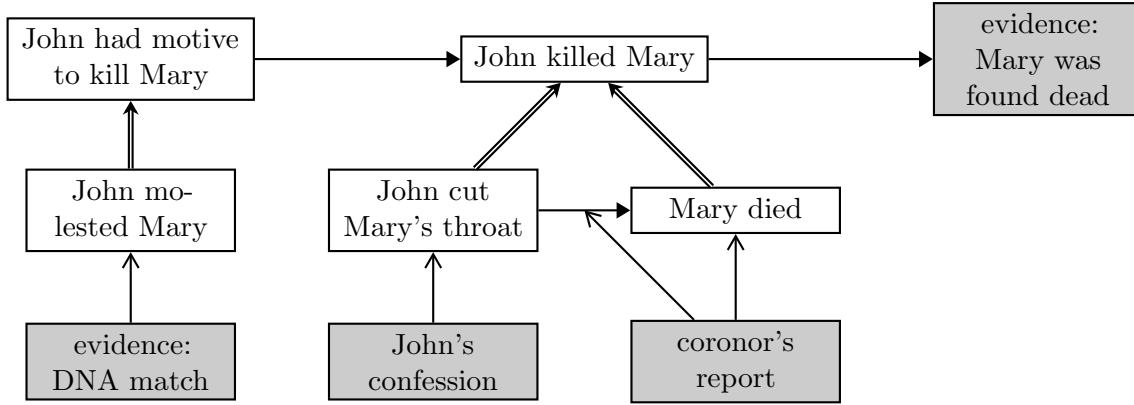 John had motive
to kill Mary
John killed Mary
evidence:
Mary was
found dead
John mo-
lested Mary
John cut
Mary's throat
Mary died
evidence:
DNA match
John's
confession
coronor's
report